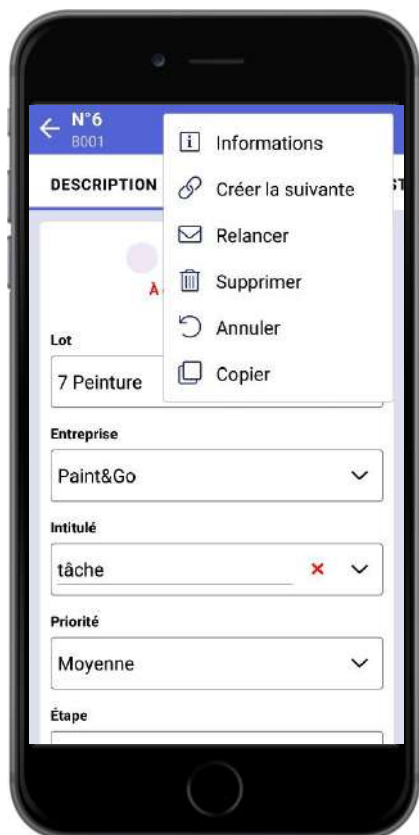 N°6
B001
Informations
Créer la suivante
Relancer
Supprimer
Annuler
Copier
DESCRIPTION
À
Lot
7 Peinture
Entreprise
Paint&Go
Intitulé
tâche
Priorité
Moyenne
Étape